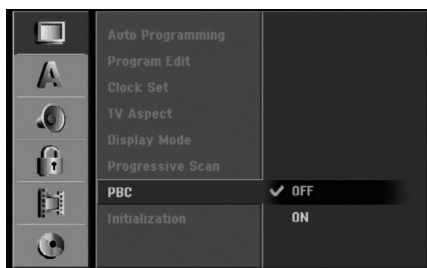 A
Auto Programming
Program Edit
Clock Set
TV Aspect
Display Mode
Progressive Scan
PBC
✔ OFF
Initialization
ON